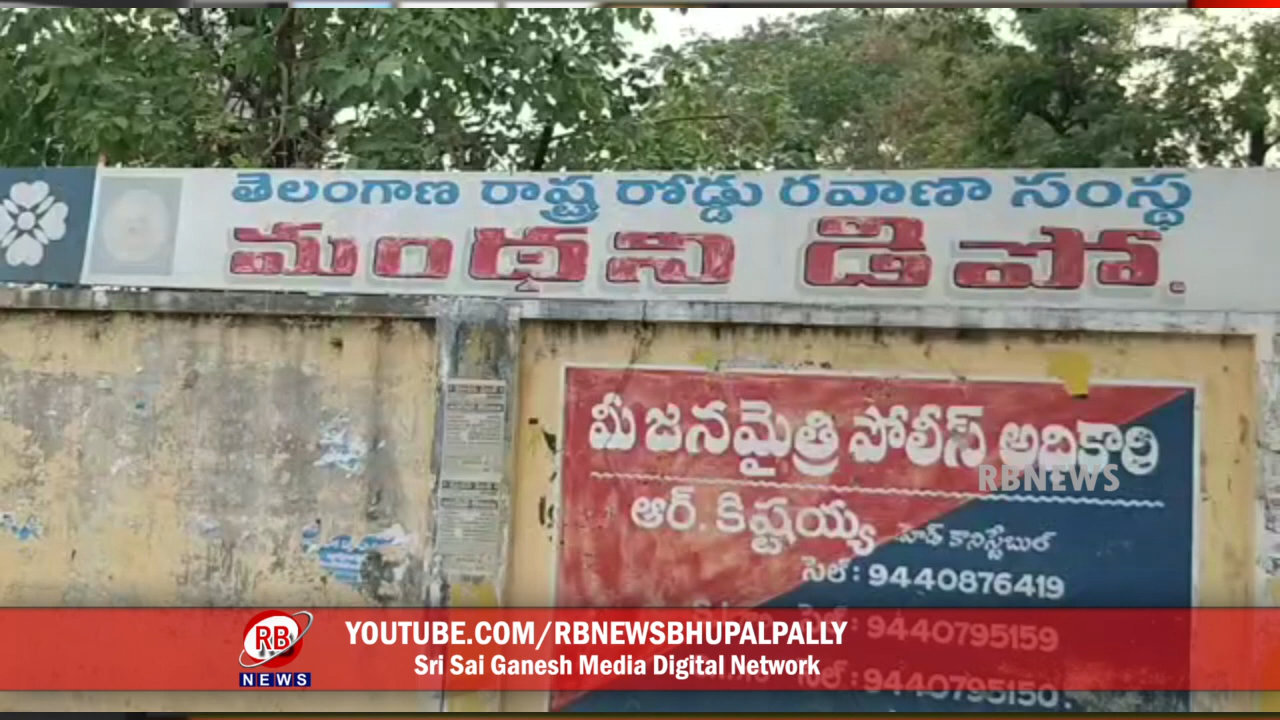 తెలంగాణ రాష్ట్ర రోడ్డు రవాణా సంస్థ
మంథని డిపో.
మీ జనమైత్రి పోలీస్ అధికారి
RBNEWS
ఆర్. కిష్టయ్య హెడ్ కానిస్టేబుల్
సెల్ : 9440876419
సెల్ : 9440795159
సెల్ : 9440795150.
RB
NEWS
YOUTUBE.COM/RBNEWSBHUPALPALLY
Sri Sai Ganesh Media Digital Network